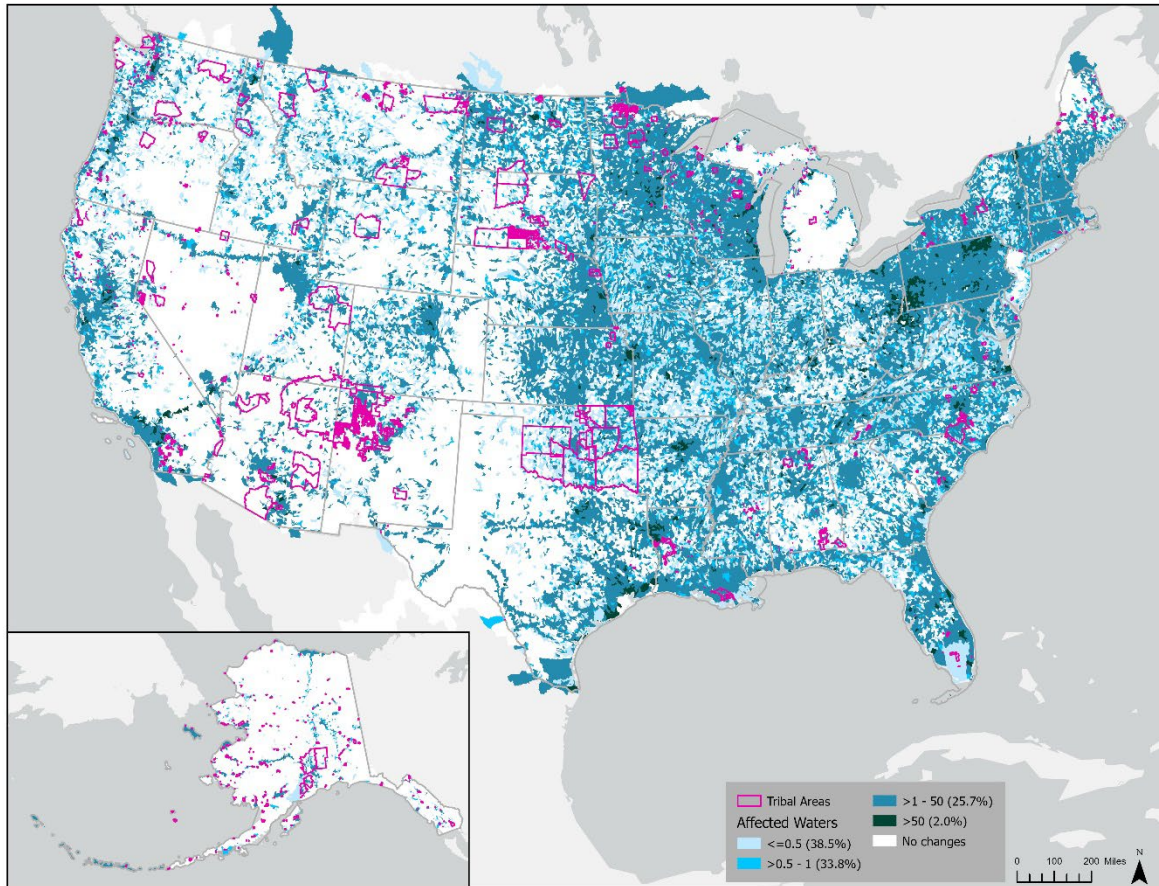 Tribal Areas
Affected Waters
<=0.5 (38.5%)
>0.5 - 1 (33.8%)
>1 - 50 (25.7%)
>50 (2.0%)
No changes
N
0 100 200 Miles